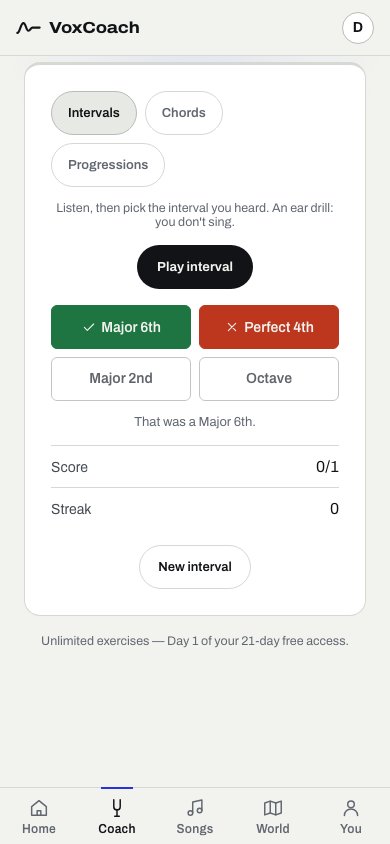 VoxCoach
D
Intervals
Chords
Progressions
Listen, then pick the interval you heard. An ear drill:
you don't sing.
Play interval
Major 6th
Perfect 4th
Major 2nd
Octave
That was a Major 6th.
Score 0/1
Streak 0
New interval
Unlimited exercises — Day 1 of your 21-day free access.
Home
Coach
Songs
World
You